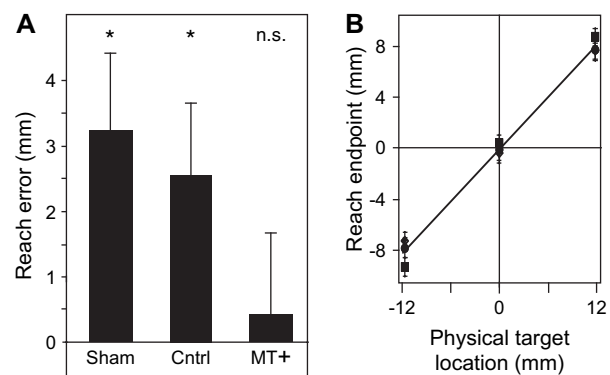 A
* * n.s.
4
3
2
1
0
Reach error (mm)
Sham Cntrl MT+
B
8
4
0
-4
-8
Reach endpoint (mm)
-12 0 12
Physical target
location (mm)